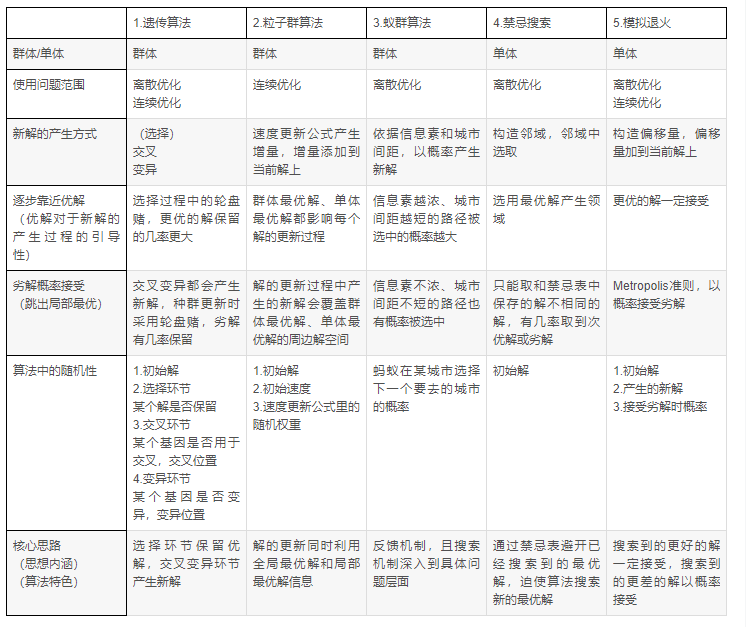 1.遗传算法
2.粒子群算法
3.蚁群算法
4.禁忌搜索
5.模拟退火
群体/单体
群体
群体
群体
单体
单体
使用问题范围
离散优化
连续优化
连续优化
离散优化
离散优化
离散优化
连续优化
新解的产生方式
（选择）
交叉
变异
速度更新公式产生
增量，增量添加到
当前解上
依据信息素和城市
间距，以概率产生
新解
构造邻域，邻域中
选取
构造偏移量，偏移
量加到当前解上
逐步靠近优解
（优解对于新解的
产生过程的引导
性）
选择过程中的轮盘
赌，更优的解保留
的几率更大
群体最优解、单体
最优解都影响每个
解的更新过程
信息素越浓、城市
间距越短的路径被
选中的概率越大
选用最优解产生领
域
更优的解一定接受
劣解概率接受
（跳出局部最优）
交叉变异都会产生
新解，种群更新时
采用轮盘赌，劣解
有几率保留
解的更新过程中产
生的新解会覆盖群
体最优解、单体最
优解的周边解空间
信息素不浓、城市
间距不短的路径也
有概率被选中
只能取和禁忌表中
保存的解不相同的
解，有几率取到次
优解或劣解
Metropolis准则，以
概率接受劣解
算法中的随机性
1.初始解
2.选择环节
某个解是否保留
3.交叉环节
某个基因是否用于
交叉，交叉位置
4.变异环节
某个基因是否变
异，变异位置
1.初始解
2.初始速度
3.速度更新公式里的
随机权重
蚂蚁在某城市选择
下一个要去的城市
的概率
初始解
1.初始解
2.产生的新解
3.接受劣解时概率
核心思路
（思想内涵）
（算法特色）
选择环节保留优
解，交叉变异环节
产生新解
解的更新同时利用
全局最优解和局部
最优解信息
反馈机制，且搜索
机制深入到具体问
题层面
通过禁忌表避开已
经搜索到的最优
解，迫使算法搜索
新的最优解
搜索到的更好的解
一定接受，搜索到
的更差的解以概率
接受